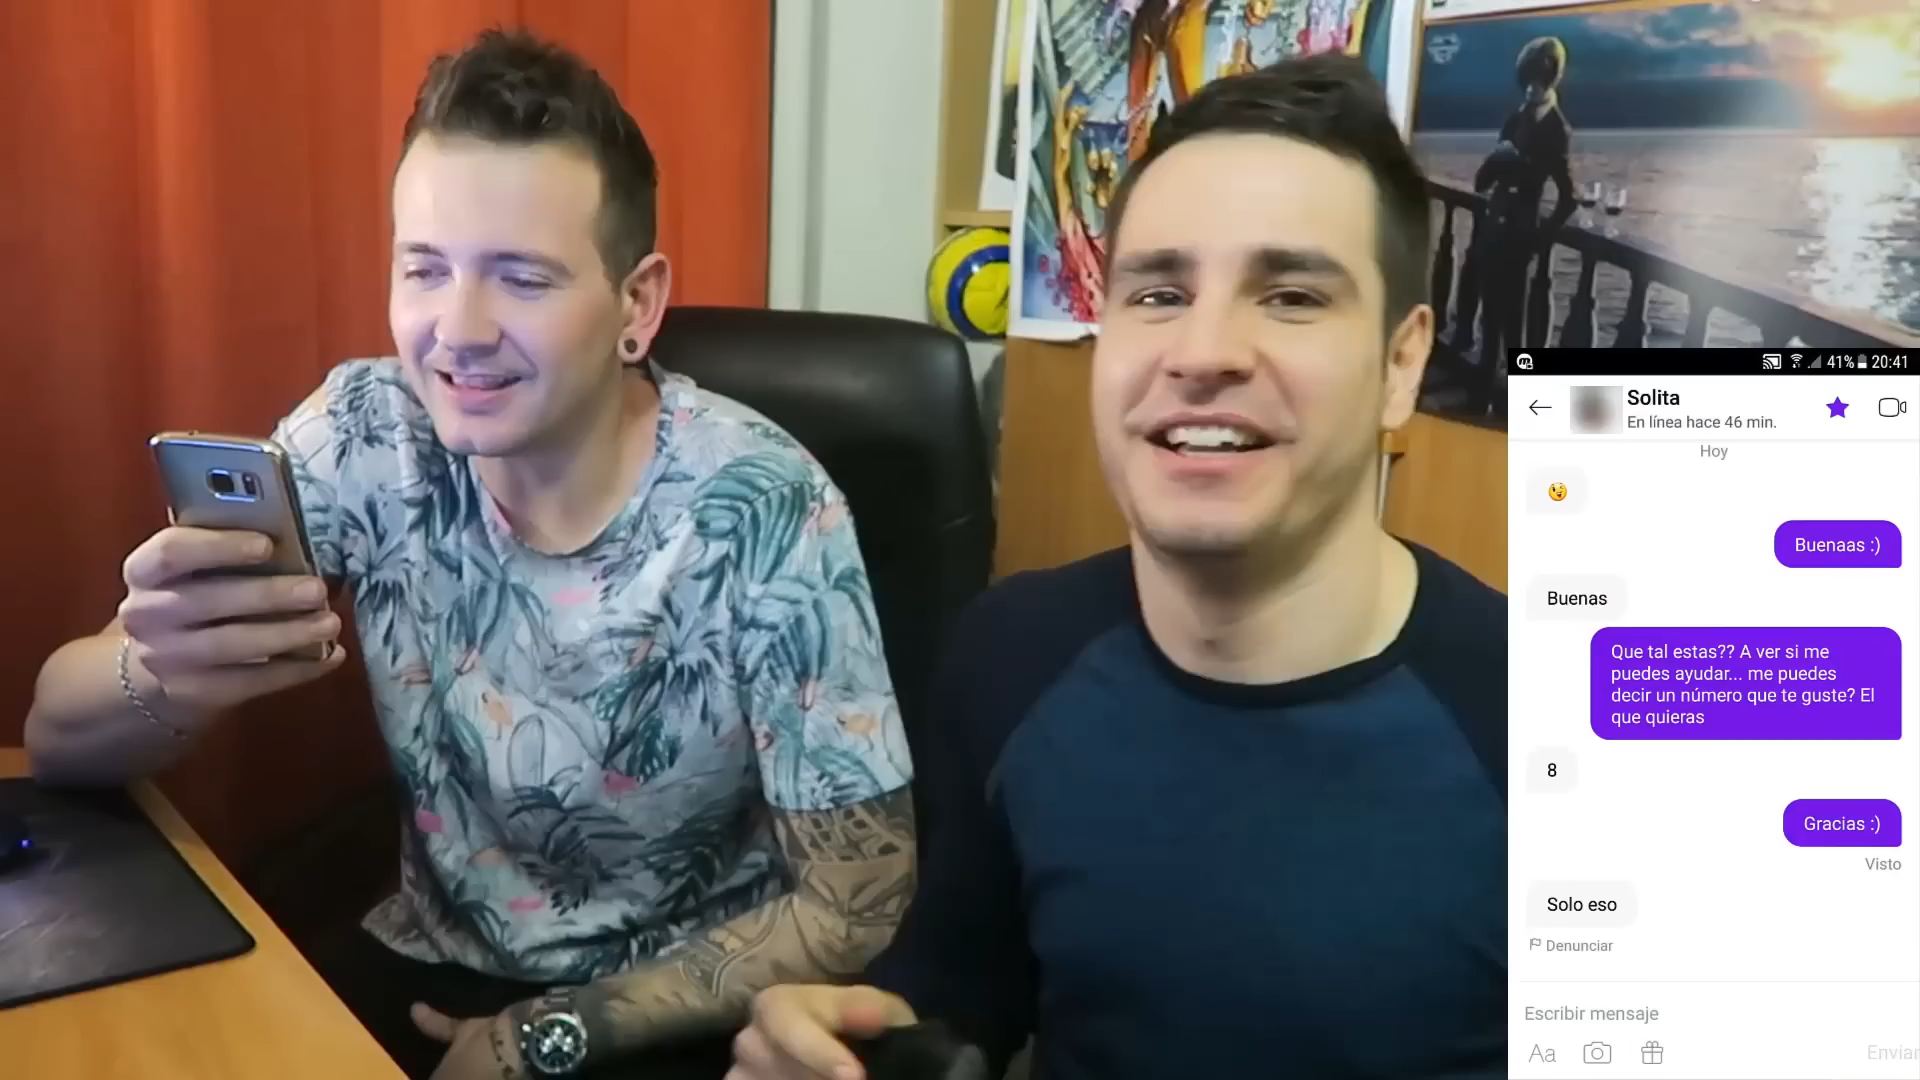 41% 20:41
Solita
En línea hace 46 min.
Hoy
Buenaas :)
Buenas
Que tal estas?? A ver si me
puedes ayudar... me puedes
decir un número que te guste? El
que quieras
8
Gracias :)
Visto
Solo eso
Denunciar
Escribir mensaje
Aa
Enviar